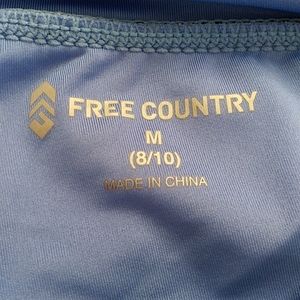 FREE COUNTRY
M
(8/10)
MADE IN CHINA